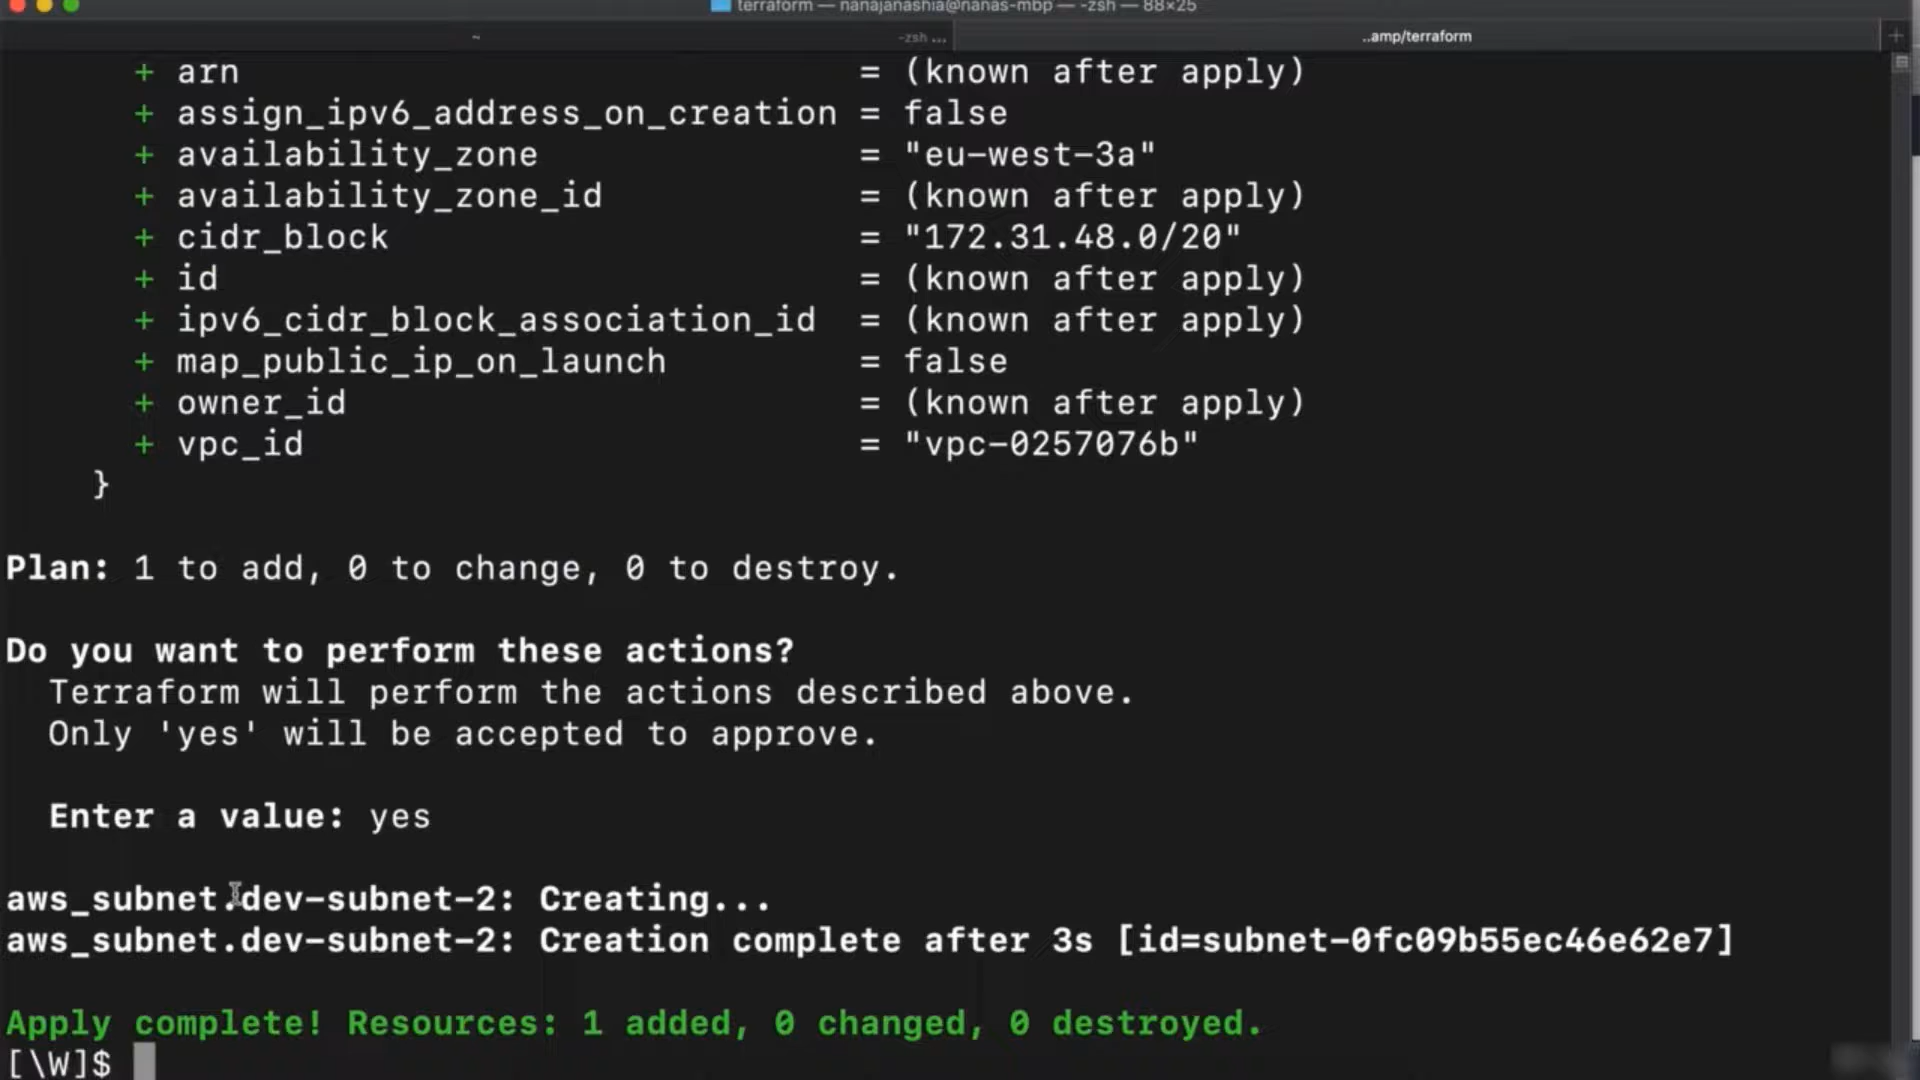 terraform — nanajanashia@nanas-mbp — -zsh — 88×25
~ -zsh ... ..amp/terraform +
+ arn = (known after apply)
+ assign_ipv6_address_on_creation = false
+ availability_zone = "eu-west-3a"
+ availability_zone_id = (known after apply)
+ cidr_block = "172.31.48.0/20"
+ id = (known after apply)
+ ipv6_cidr_block_association_id = (known after apply)
+ map_public_ip_on_launch = false
+ owner_id = (known after apply)
+ vpc_id = "vpc-0257076b"
}
Plan: 1 to add, 0 to change, 0 to destroy.
Do you want to perform these actions?
Terraform will perform the actions described above.
Only 'yes' will be accepted to approve.
Enter a value: yes
aws_subnet.dev-subnet-2: Creating...
aws_subnet.dev-subnet-2: Creation complete after 3s [id=subnet-0fc09b55ec46e62e7]
Apply complete! Resources: 1 added, 0 changed, 0 destroyed.
[\W]$